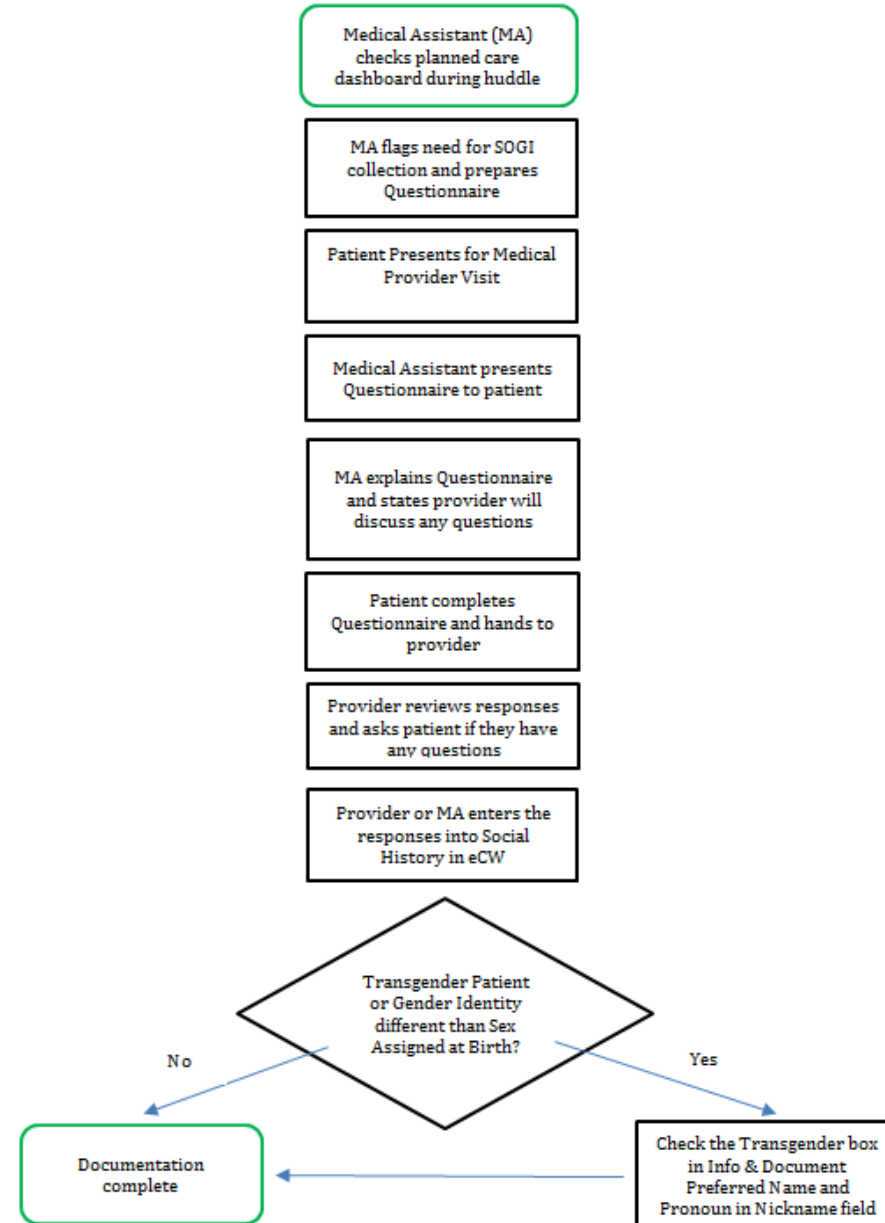 Medical Assistant (MA)
checks planned care
dashboard during huddle
MA flags need for SOGI
collection and prepares
Questionnaire
Patient Presents for Medical
Provider Visit
Medical Assistant presents
Questionnaire to patient
MA explains Questionnaire
and states provider will
discuss any questions
Patient completes
Questionnaire and hands to
provider
Provider reviews responses
and asks patient if they have
any questions
Provider or MA enters the
responses into Social
History in eCW
Transgender Patient
or Gender Identity
different than Sex
Assigned at Birth?
No
Yes
Documentation
complete
Check the Transgender box
in Info & Document
Preferred Name and
Pronoun in Nickname field